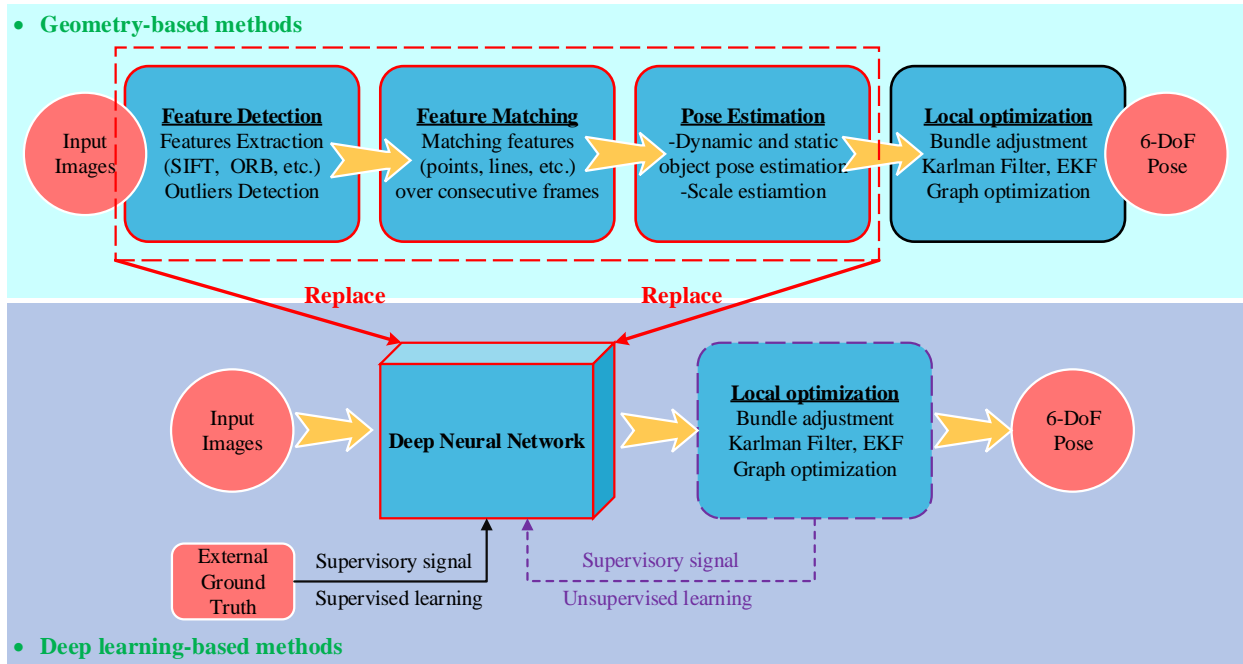 • Geometry-based methods
Input
Images
Feature Detection
Features Extraction
(SIFT, ORB, etc.)
Outliers Detection
Feature Matching
Matching features
(points, lines, etc.)
over consecutive frames
Pose Estimation
-Dynamic and static
object pose estimation
-Scale estiamtion
Local optimization
Bundle adjustment
Karlman Filter, EKF
Graph optimization
6-DoF
Pose
Replace
Replace
Input
Images
Deep Neural Network
Local optimization
Bundle adjustment
Karlman Filter, EKF
Graph optimization
6-DoF
Pose
External
Ground
Truth
Supervisory signal
Supervised learning
Supervisory signal
Unsupervised learning
• Deep learning-based methods